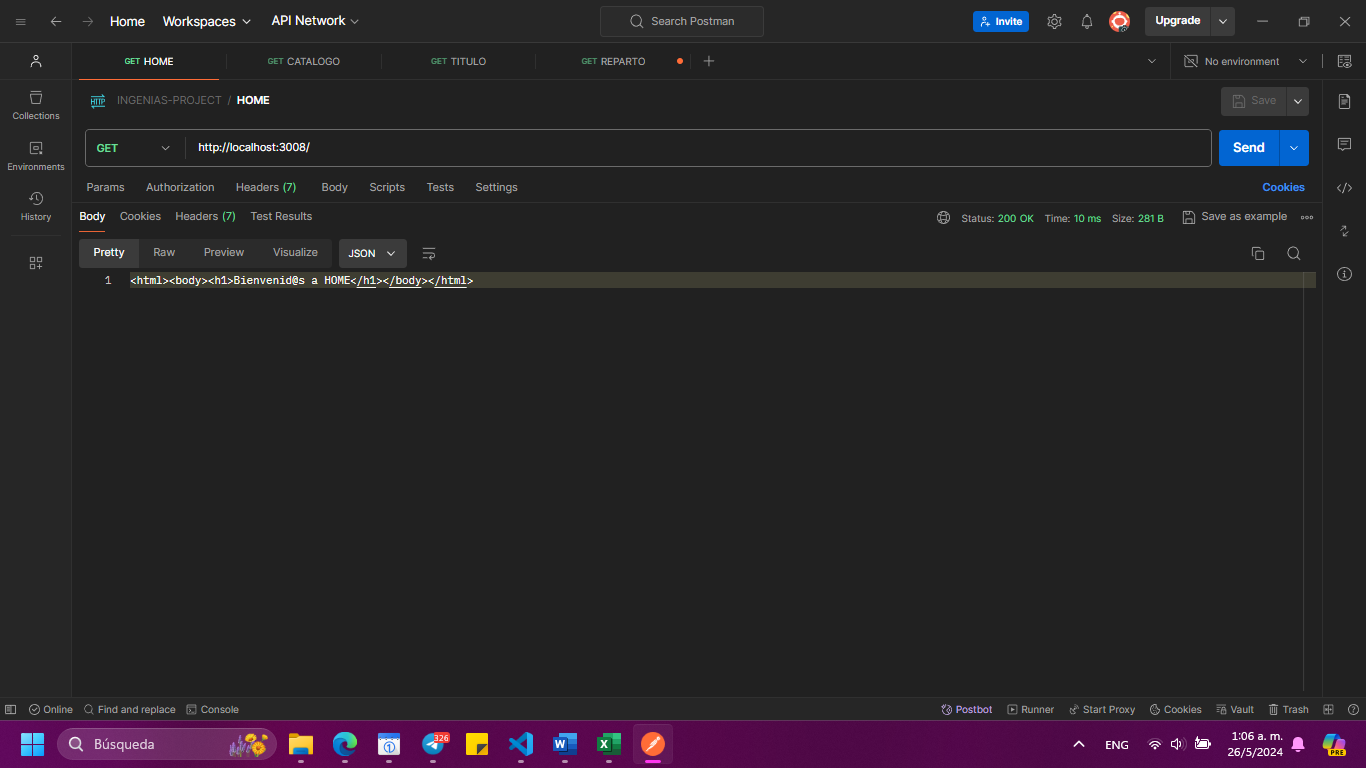 Home Workspaces API Network Search Postman Invite Upgrade
GET HOME GET CATALOGO GET TITULO GET REPARTO No environment
HTTP INGENIAS-PROJECT / HOME Save
Collections
GET http://localhost:3008/ Send
Environments
Params Authorization Headers (7) Body Scripts Tests Settings Cookies
History
Body Cookies Headers (7) Test Results Status: 200 OK Time: 10 ms Size: 281 B Save as example
Pretty Raw Preview Visualize JSON
1 <html><body><h1>Bienvenid@s a HOME</h1></body></html>
Online Find and replace Console Postbot Runner Start Proxy Cookies Vault Trash
Búsqueda 1 326 W X PRE ENG 1:06 a. m.
26/5/2024